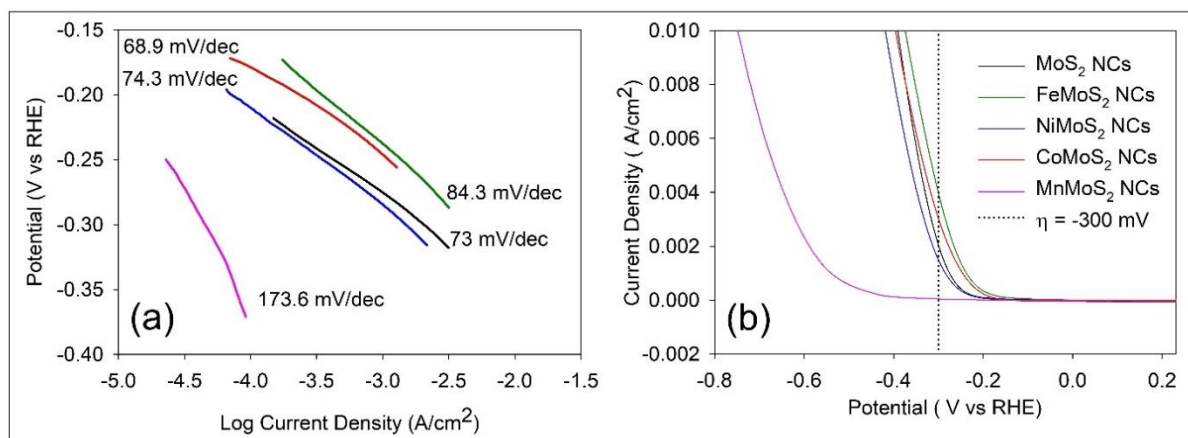 -0.15
-0.20
-0.25
-0.30
-0.35
-0.40
Potential (V vs RHE)
68.9 mV/dec
74.3 mV/dec
84.3 mV/dec
73 mV/dec
173.6 mV/dec
(a)
-5.0 -4.5 -4.0 -3.5 -3.0 -2.5 -2.0 -1.5
Log Current Density (A/cm²)
(b)
0.010
0.008
0.006
0.004
0.002
0.000
-0.002
Current Density ( A/cm²)
MoS₂ NCs
FeMoS₂ NCs
NiMoS₂ NCs
CoMoS₂ NCs
MnMoS₂ NCs
η = -300 mV
-0.8 -0.6 -0.4 -0.2 0.0 0.2
Potential ( V vs RHE)